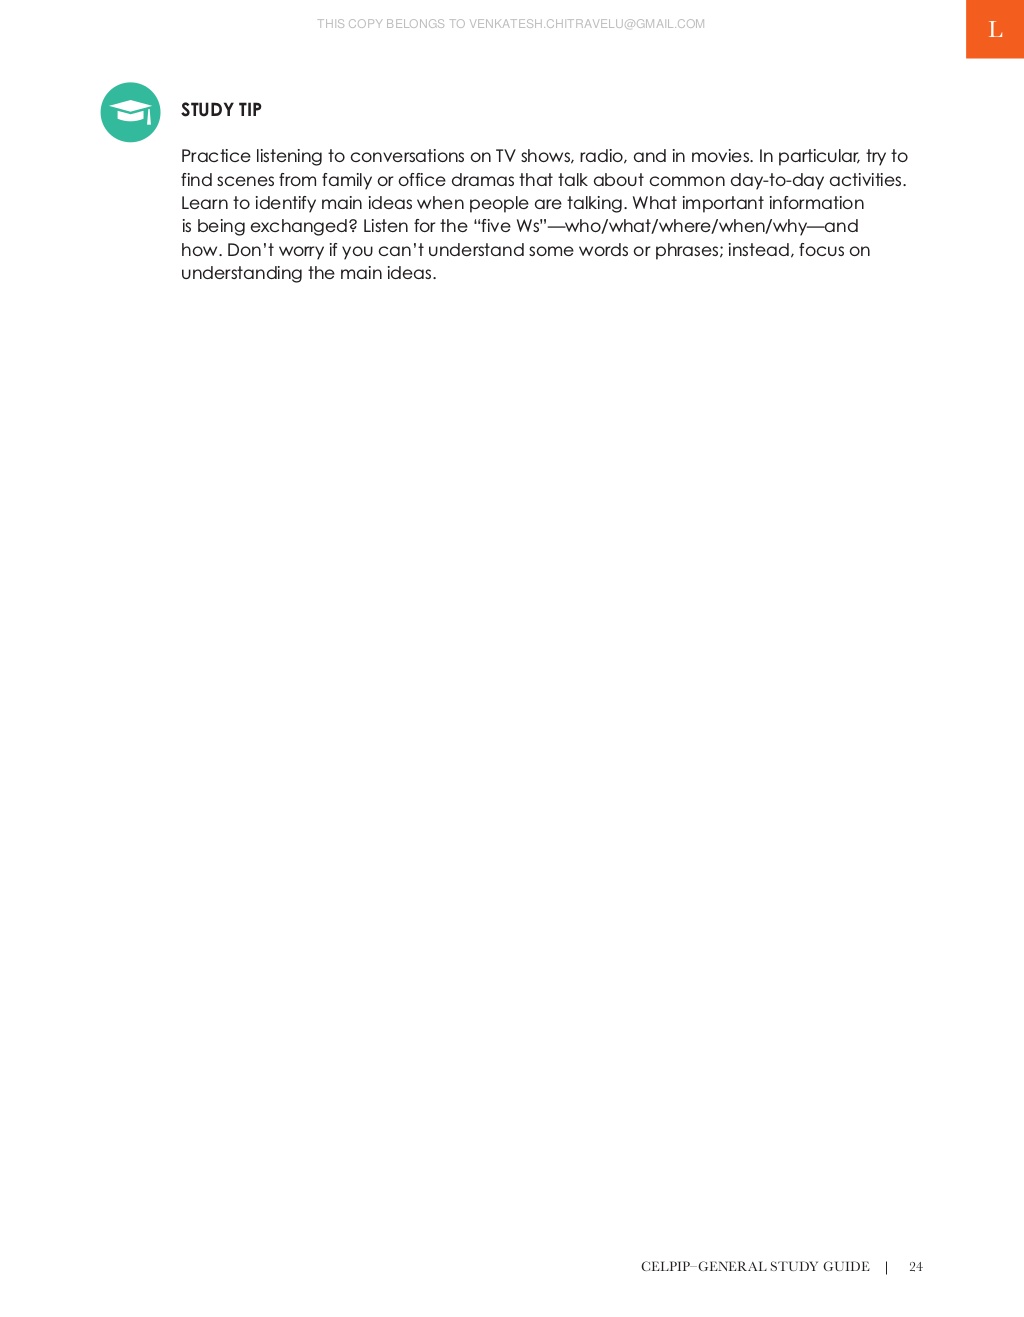 THIS COPY BELONGS TO VENKATESH.CHITRAVELU@GMAIL.COM
L
STUDY TIP
Practice listening to conversations on TV shows, radio, and in movies. In particular, try to
find scenes from family or office dramas that talk about common day-to-day activities.
Learn to identify main ideas when people are talking. What important information
is being exchanged? Listen for the “five Ws”—who/what/where/when/why—and
how. Don’t worry if you can’t understand some words or phrases; instead, focus on
understanding the main ideas.
CELPIP–GENERAL STUDY GUIDE | 24